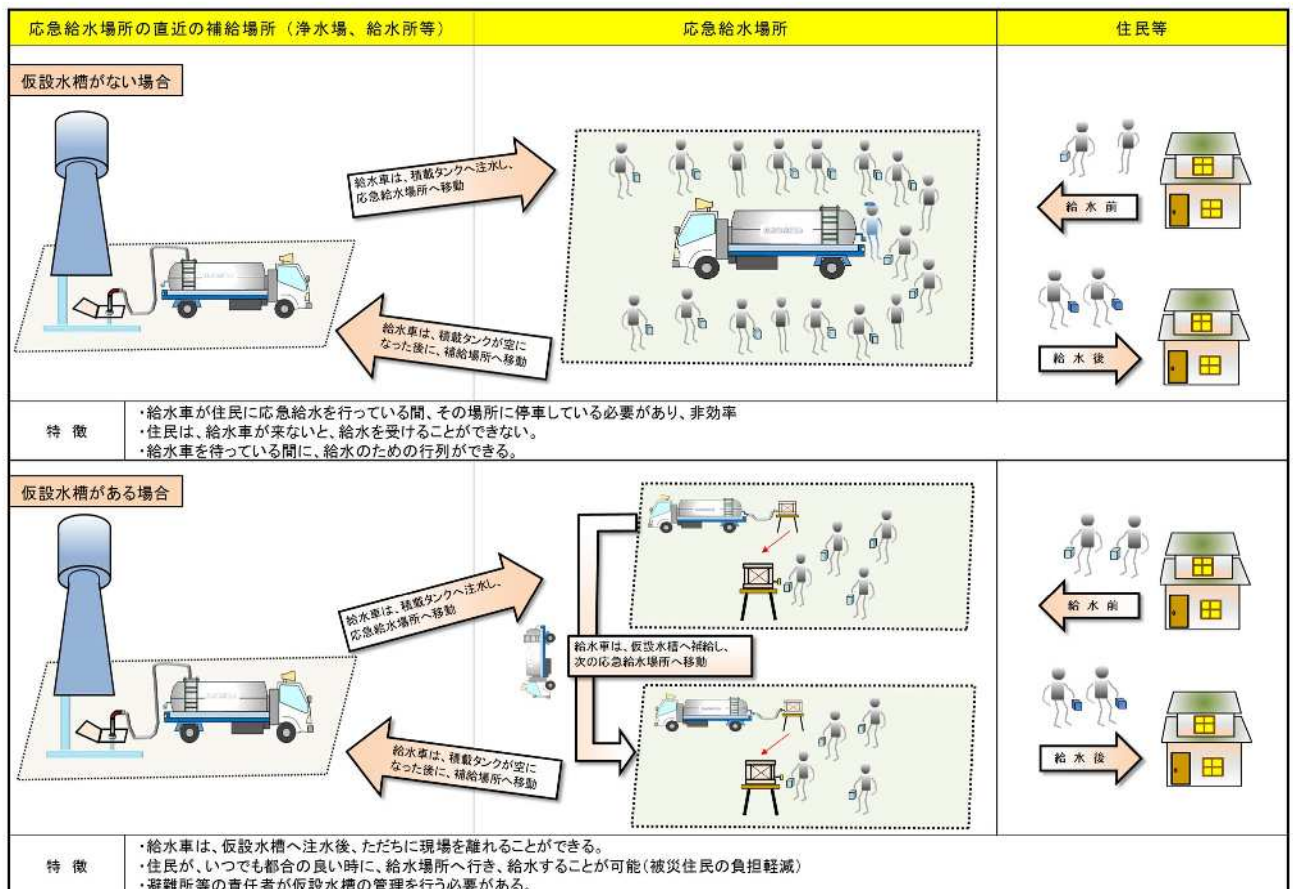 応急給水場所の直近の補給場所（浄水場、給水所等）
応急給水場所
住民等
仮設水槽がない場合
給水車は、積載タンクへ注水し、
応急給水場所へ移動
給水車は、積載タンクが空に
なった後に、補給場所へ移動
給水前
給水後
特徴
・給水車が住民に応急給水を行っている間、その場所に停車している必要があり、非効率
・住民は、給水車が来ないと、給水を受けることができない。
・給水車を待っている間に、給水のための行列ができる。
仮設水槽がある場合
給水車は、積載タンクへ注水し、
応急給水場所へ移動
給水車は、仮設水槽へ補給し、
次の応急給水場所へ移動
給水車は、積載タンクが空に
なった後に、補給場所へ移動
給水前
給水後
特徴
・給水車は、仮設水槽へ注水後、ただちに現場を離れることができる。
・住民が、いつでも都合の良い時に、給水場所へ行き、給水することが可能(被災住民の負担軽減)
・避難所等の責任者が仮設水槽の管理を行う必要がある。